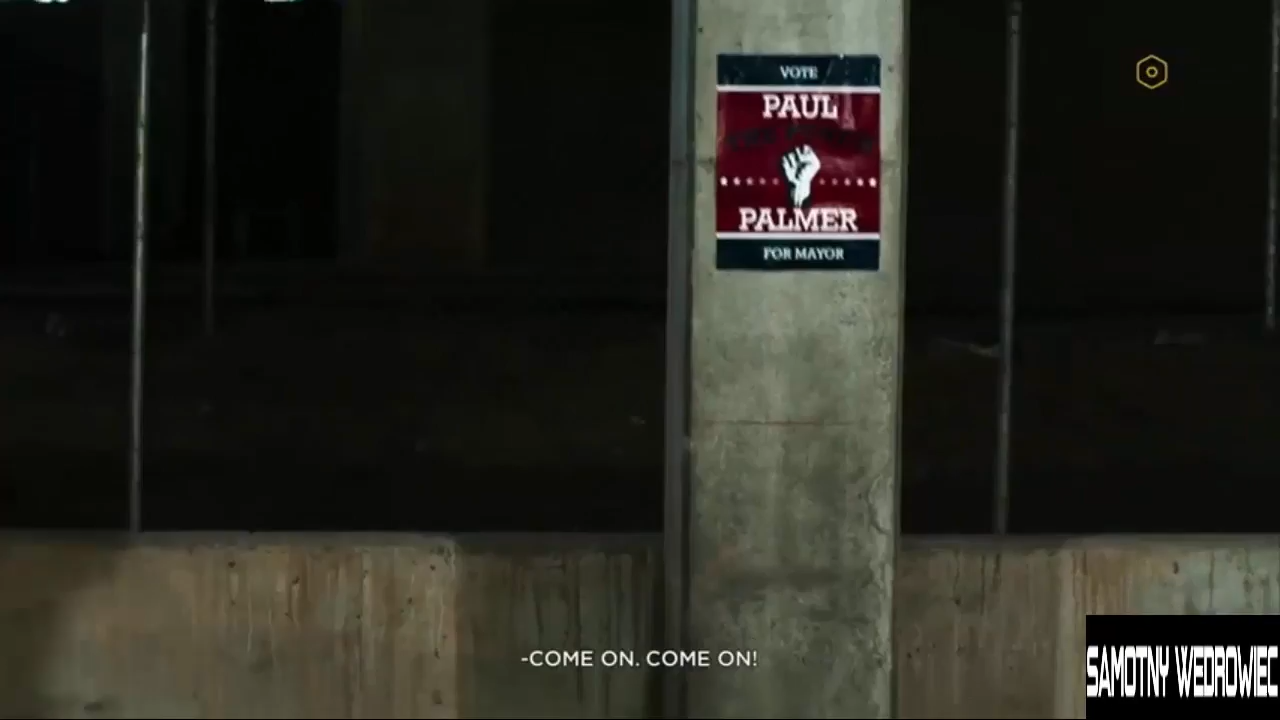 VOTE
PAUL
PALMER
FOR MAYOR
-COME ON. COME ON!
SAMOTNY WEDROWIEC